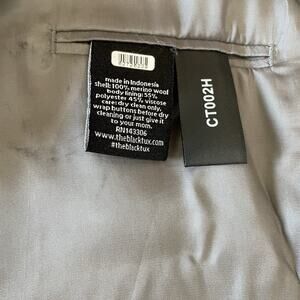 made in Indonesia
shell:100% merino wool
body lining: 55%
polyester 45% viscose
care: dry clean only,
wrap buttons before dry
cleaning or just give it
to your mom.
RN143306
www.theblacktux.com
#theblacktux
CT002H